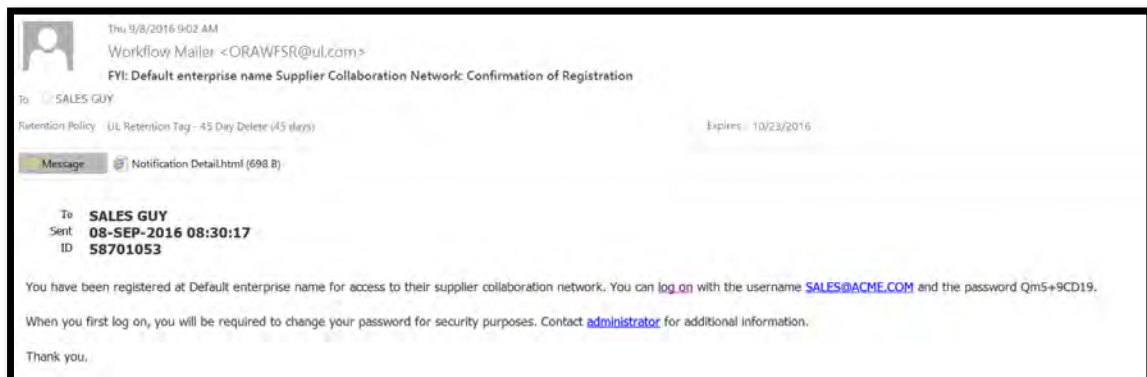 Thu 9/8/2016 9:02 AM
Workflow Mailer <ORAWFSR@ul.com>
FYI: Default enterprise name Supplier Collaboration Network: Confirmation of Registration
To SALES GUY
Retention Policy UL Retention Tag - 45 Day Delete (45 days) Expires 10/23/2016
Message Notification Detail.html (698 B)
To SALES GUY
Sent 08-SEP-2016 08:30:17
ID 58701053
You have been registered at Default enterprise name for access to their supplier collaboration network. You can log on with the username SALES@ACME.COM and the password Qm5+9CD19.
When you first log on, you will be required to change your password for security purposes. Contact administrator for additional information.
Thank you.